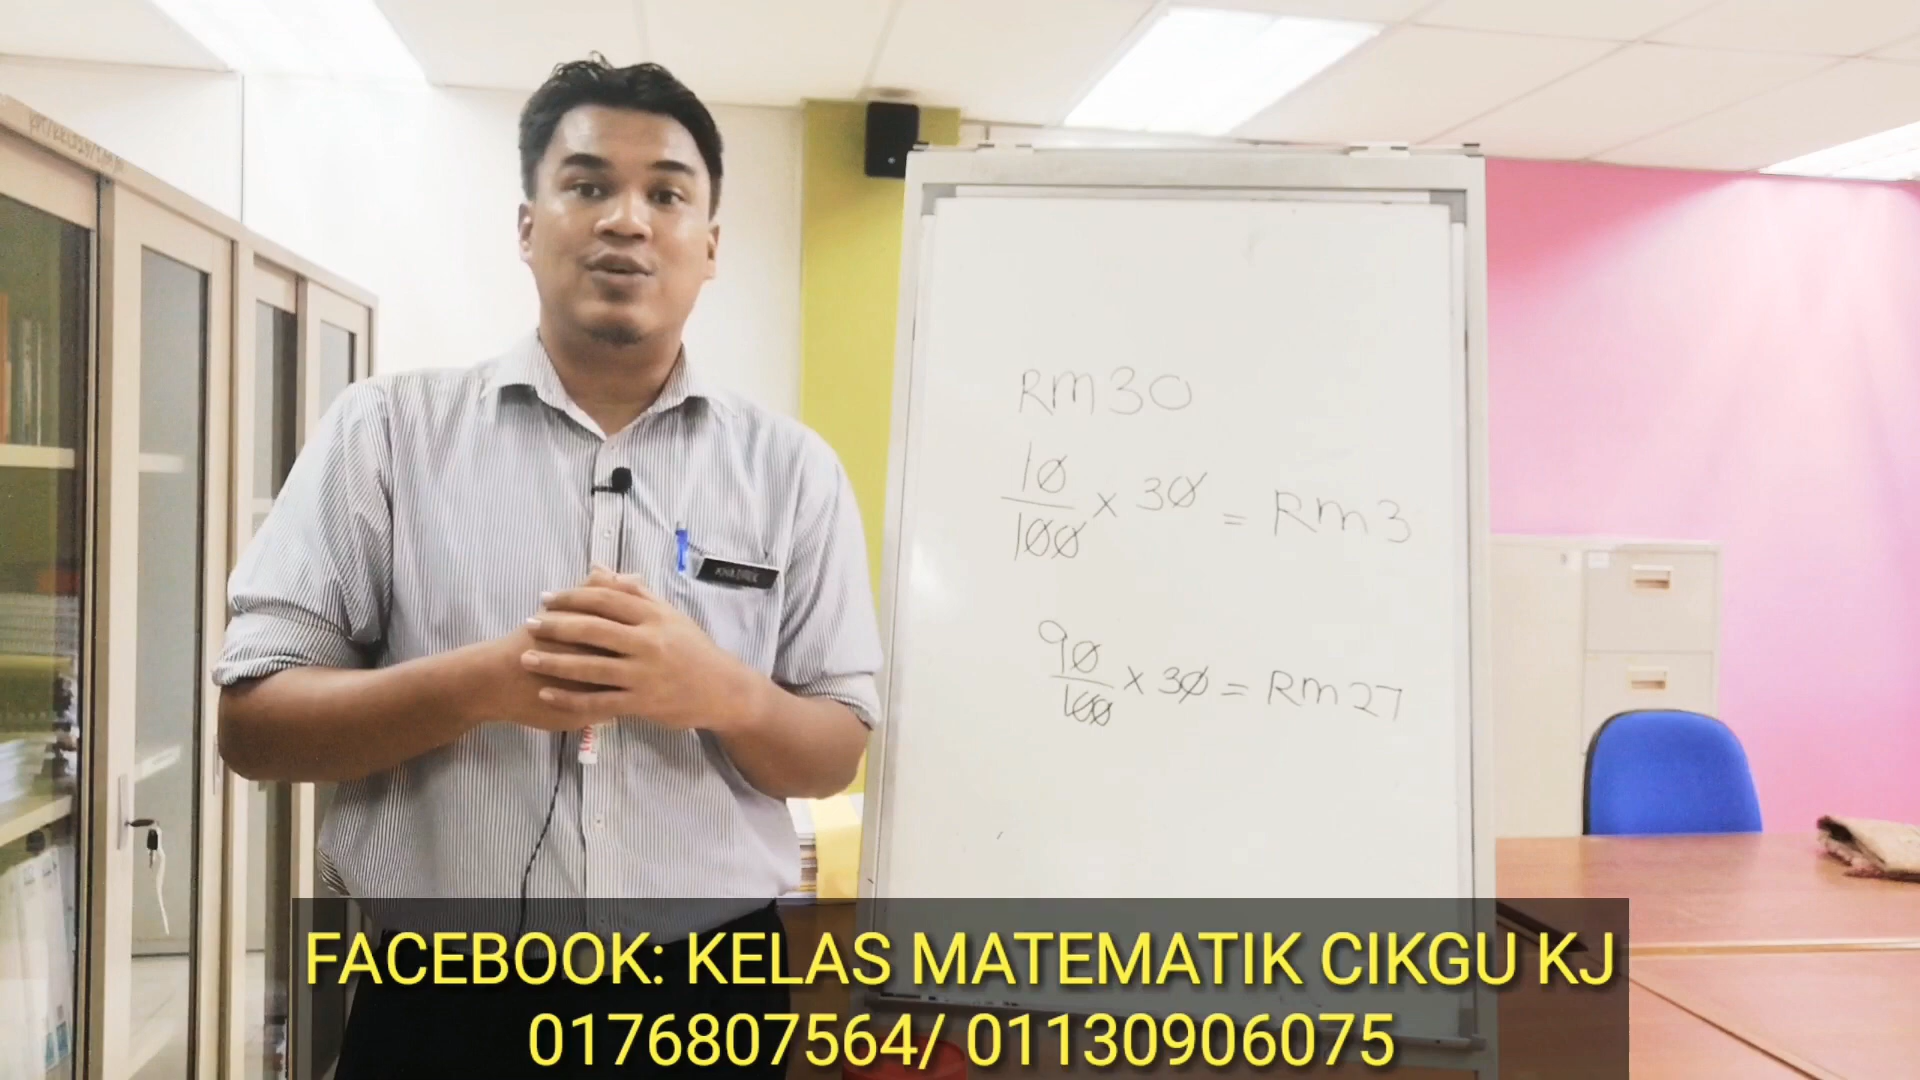 RM30
10/100 × 30 = RM3
90/100 × 30 = RM27
FACEBOOK: KELAS MATEMATIK CIKGU KJ
0176807564/ 01130906075